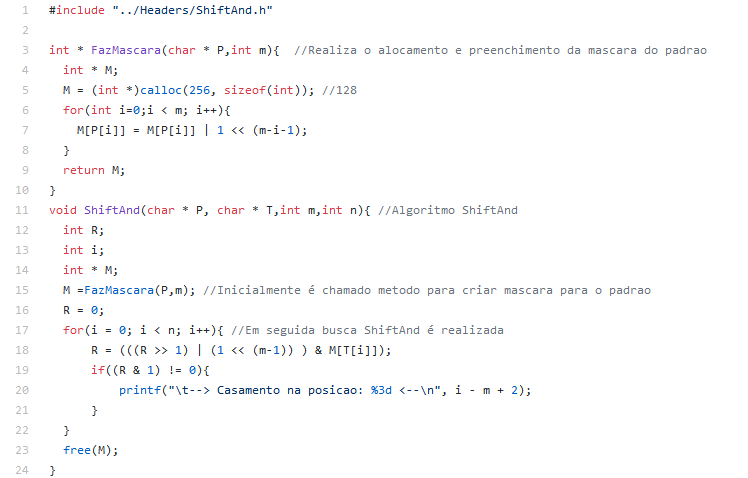 1 #include "../Headers/ShiftAnd.h"
2
3 int * FazMascara(char * P,int m){ //Realiza o alocamento e preenchimento da mascara do padrao
4 int * M;
5 M = (int *)calloc(256, sizeof(int)); //128
6 for(int i=0;i < m; i++){
7 M[P[i]] = M[P[i]] | 1 << (m-i-1);
8 }
9 return M;
10 }
11 void ShiftAnd(char * P, char * T,int m,int n){ //Algoritmo ShiftAnd
12 int R;
13 int i;
14 int * M;
15 M =FazMascara(P,m); //Inicialmente é chamado metodo para criar mascara para o padrao
16 R = 0;
17 for(i = 0; i < n; i++){ //Em seguida busca ShiftAnd é realizada
18 R = (((R >> 1) | (1 << (m-1)) ) & M[T[i]]);
19 if((R & 1) != 0){
20 printf("\t--> Casamento na posicao: %3d <--\n", i - m + 2);
21 }
22 }
23 free(M);
24 }